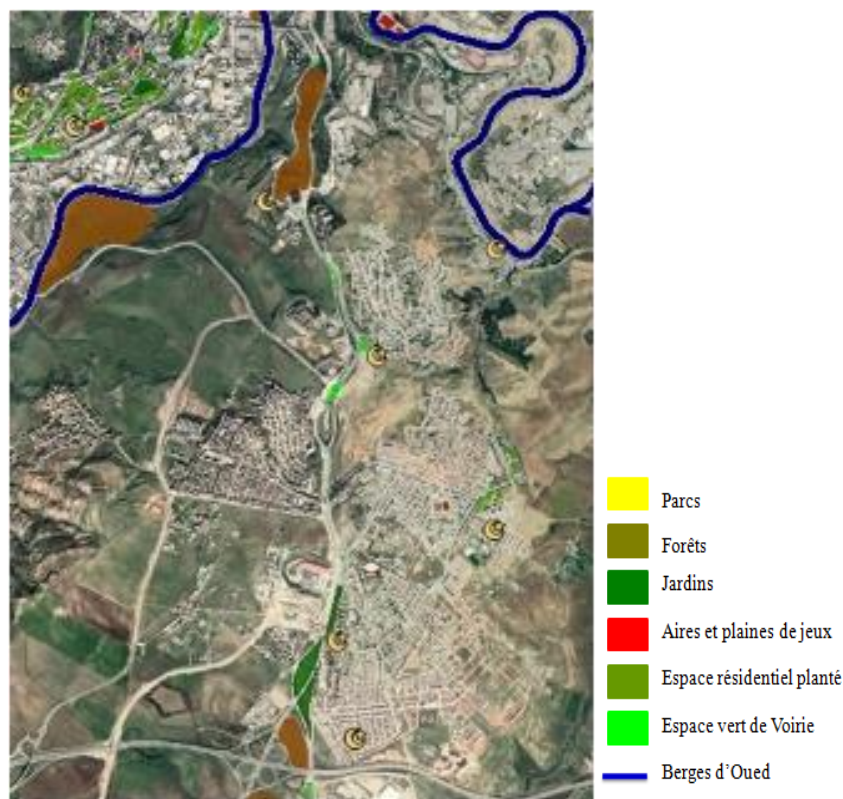 Parcs
Forêts
Jardins
Aires et plaines de jeux
Espace résidentiel planté
Espace vert de Voirie
Berges d'Oued